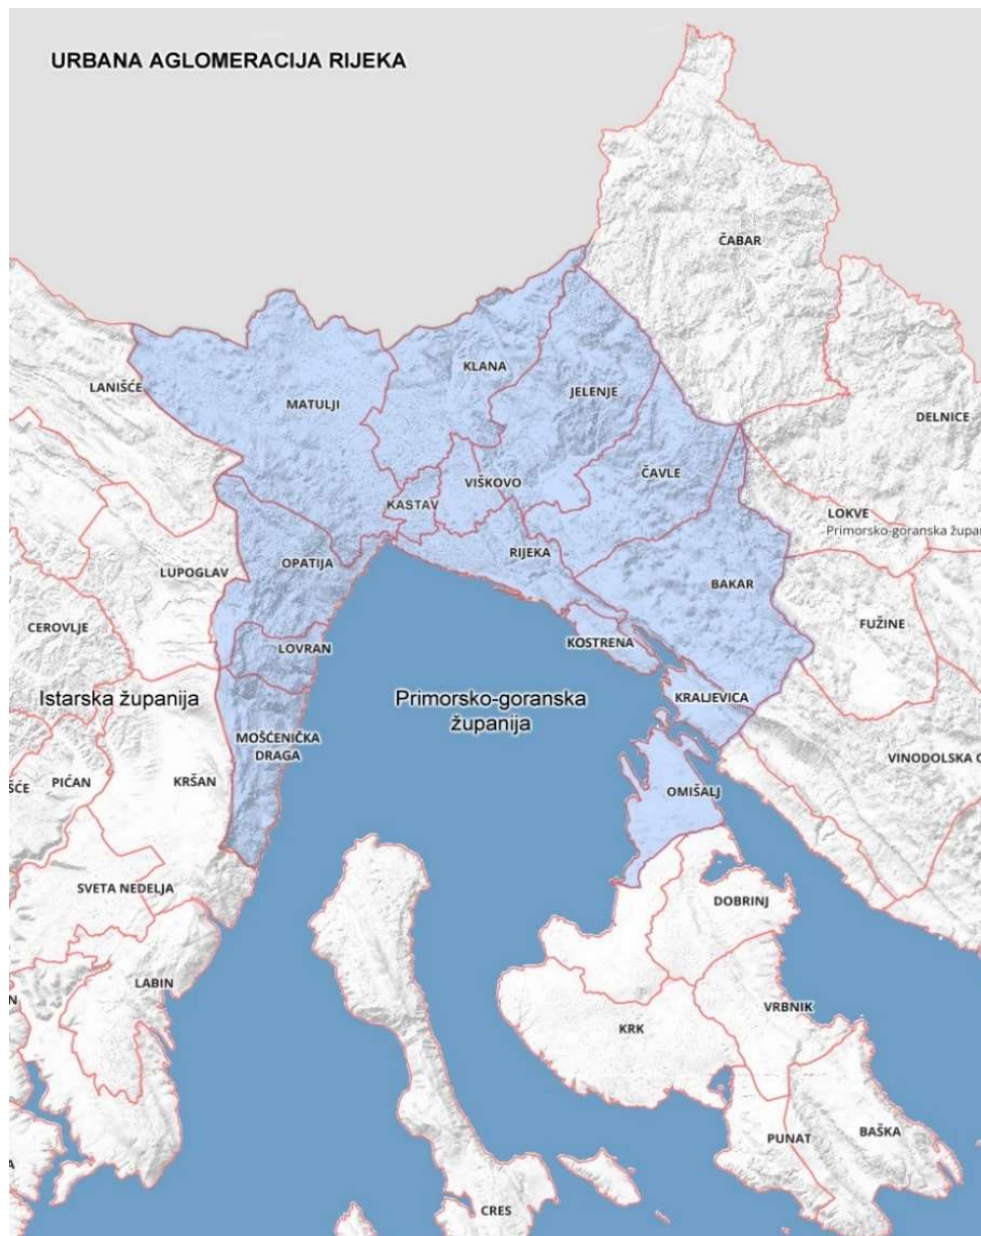 URBANA AGLOMERACIJA RIJEKA
ČABAR
KLANA
LANIŠĆE
MATULJI
JELENJE
DELNICE
ČAVLE
VIŠKOVO
KASTAV
LOKVE
Primorsko-goranska župan
RIJEKA
OPATIJA
LUPOGLAV
BAKAR
CEROVLJE
FUŽINE
KOSTRENA
LOVRAN
Istarska županija
Primorsko-goranska
županija
KRALJEVICA
MOŠĆENIČKA
DRAGA
VINODOLSKA O
ŠĆE
PIĆAN
KRŠAN
OMIŠALJ
SVETA NEDELJA
DOBRINJ
LABIN
N
VRBNIK
KRK
PUNAT
BAŠKA
A
CRES